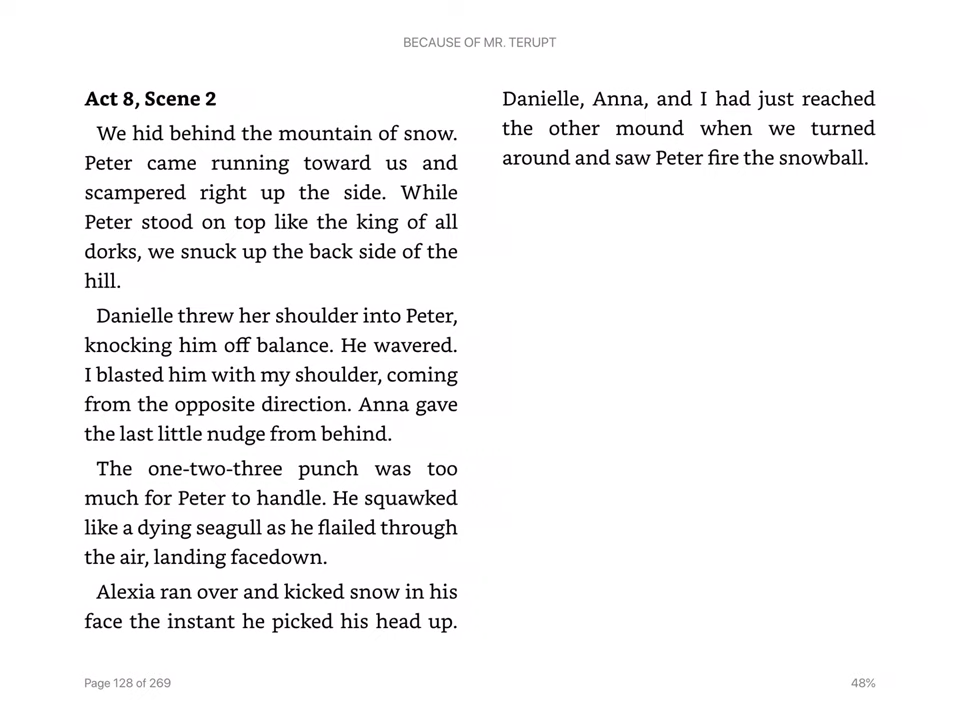 BECAUSE OF MR. TERUPT
Act 8, Scene 2
We hid behind the mountain of snow.
Peter came running toward us and
scampered right up the side. While
Peter stood on top like the king of all
dorks, we snuck up the back side of the
hill.
Danielle threw her shoulder into Peter,
knocking him off balance. He wavered.
I blasted him with my shoulder, coming
from the opposite direction. Anna gave
the last little nudge from behind.
The one-two-three punch was too
much for Peter to handle. He squawked
like a dying seagull as he flailed through
the air, landing facedown.
Alexia ran over and kicked snow in his
face the instant he picked his head up.
Danielle, Anna, and I had just reached
the other mound when we turned
around and saw Peter fire the snowball.
Page 128 of 269
48%